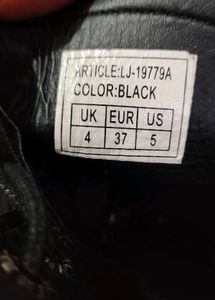 ARTICLE:LJ-19779A
COLOR:BLACK
UK EUR US
4 37 5